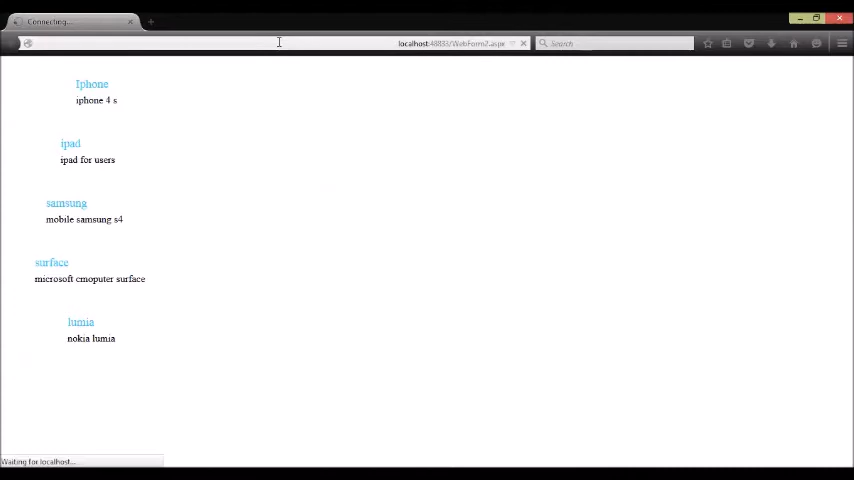 Connecting...
localhost:48833/WebForm2.aspx
Search
Iphone
iphone 4 s
ipad
ipad for users
samsung
mobile samsung s4
surface
microsoft cmoputer surface
lumia
nokia lumia
Waiting for localhost...